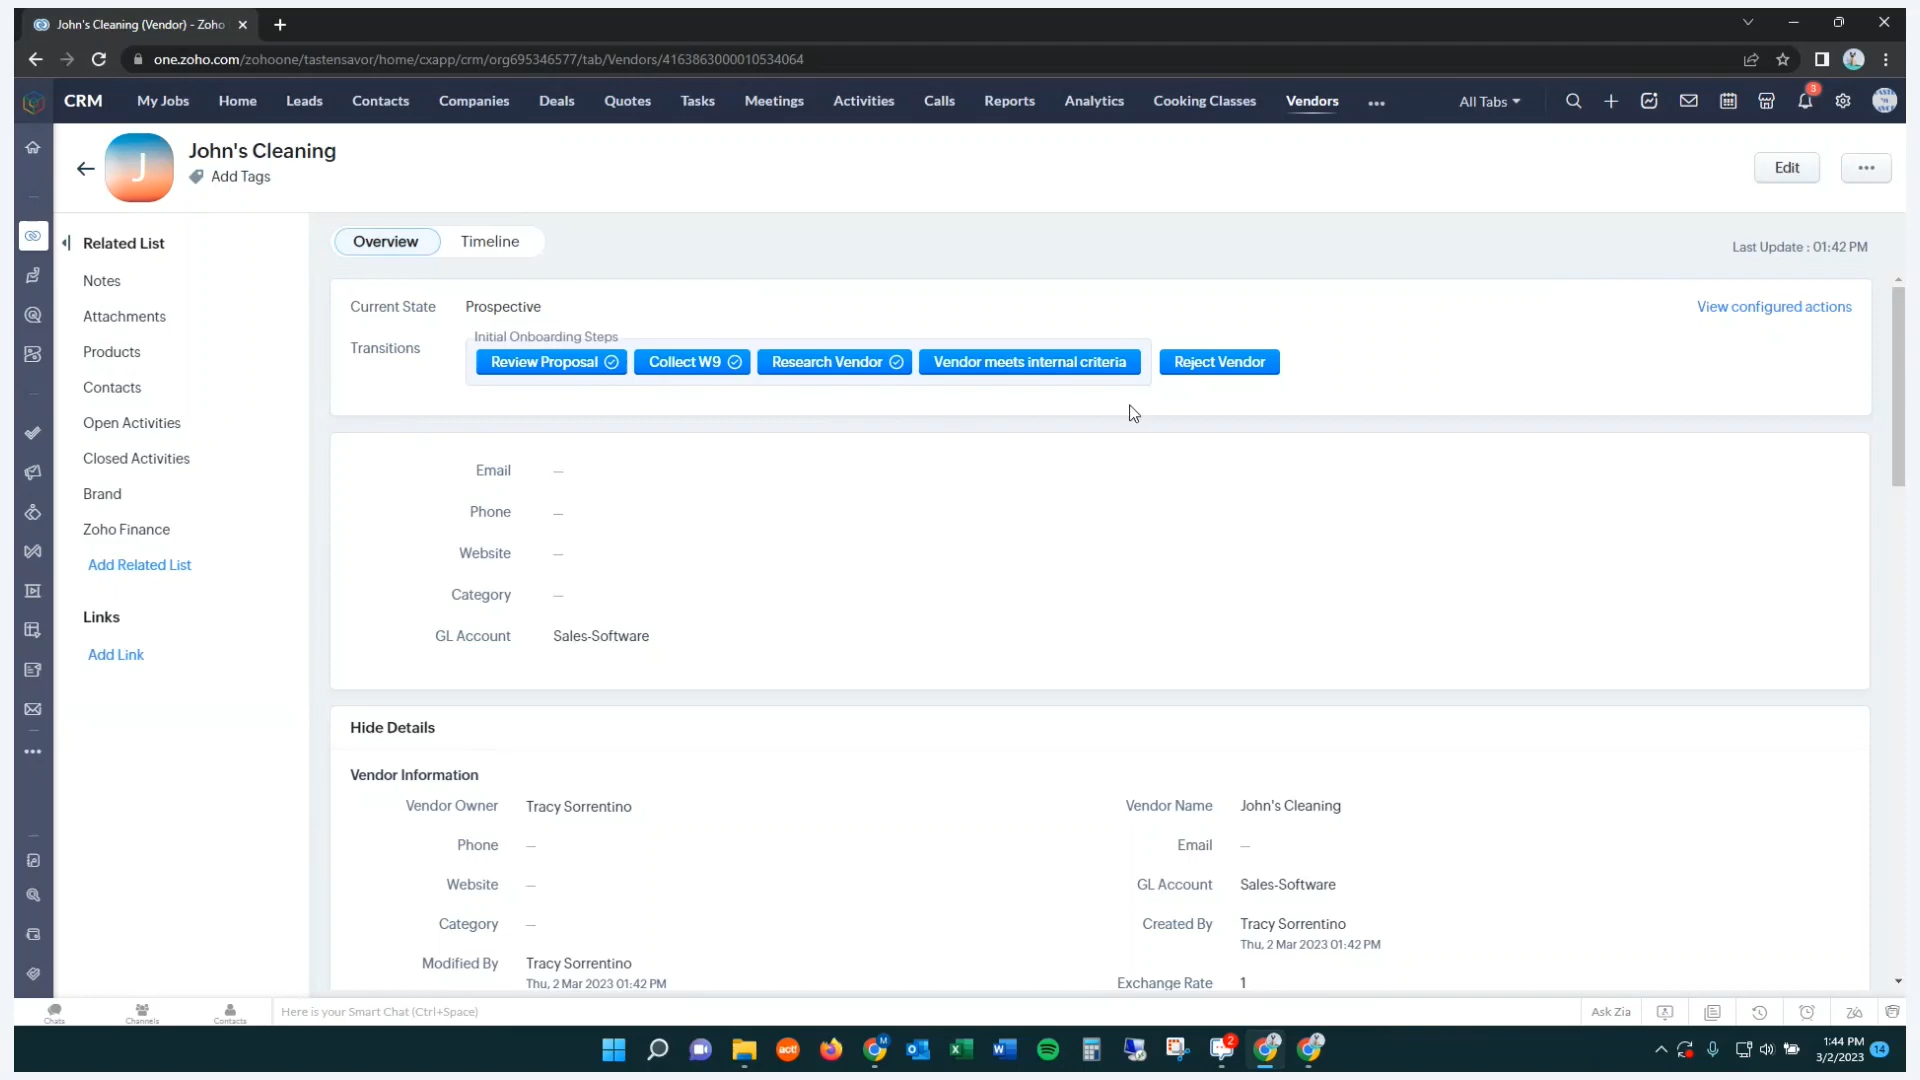 John's Cleaning (Vendor) - Zoho
one.zoho.com/zohoone/tastensavor/home/cxapp/crm/org695346577/tab/Vendors/4163863000010534064
CRM My Jobs Home Leads Contacts Companies Deals Quotes Tasks Meetings Activities Calls Reports Analytics Cooking Classes Vendors ••• All Tabs 3
J
John's Cleaning
Add Tags
Edit •••
Related List
Notes
Attachments
Products
Contacts
Open Activities
Closed Activities
Brand
Zoho Finance
Add Related List
Links
Add Link
Overview Timeline
Last Update : 01:42 PM
Current State Prospective
View configured actions
Initial Onboarding Steps
Transitions
Review Proposal Collect W9 Research Vendor Vendor meets internal criteria Reject Vendor
Email —
Phone —
Website —
Category —
GL Account Sales-Software
Hide Details
Vendor Information
Vendor Owner Tracy Sorrentino Vendor Name John's Cleaning
Phone — Email —
Website — GL Account Sales-Software
Category — Created By Tracy Sorrentino
Thu, 2 Mar 2023 01:42 PM
Modified By Tracy Sorrentino
Thu, 2 Mar 2023 01:42 PM
Exchange Rate 1
Chats Channels Contacts Here is your Smart Chat (Ctrl+Space) Ask Zia
act! M 2
1:44 PM
3/2/2023 14